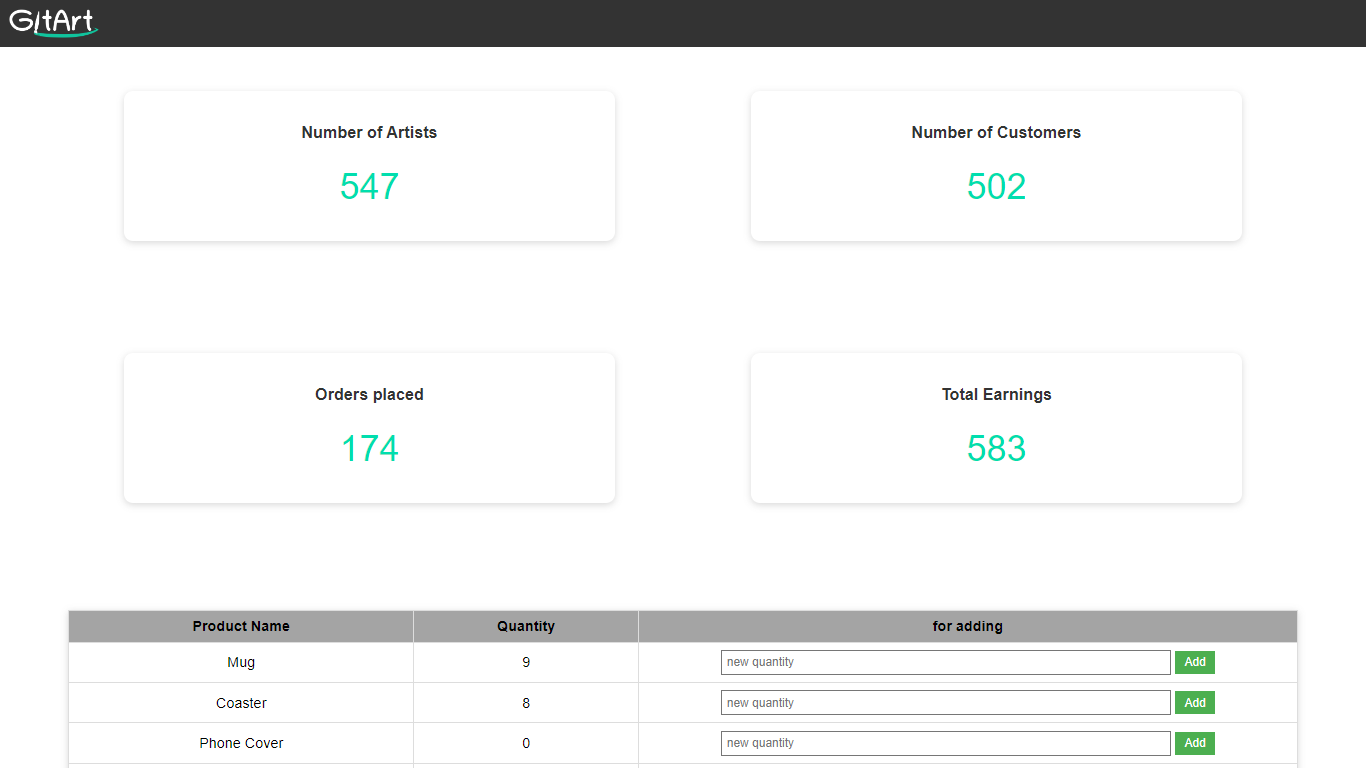 GitArt
Number of Artists
547
Number of Customers
502
Orders placed
174
Total Earnings
583
Product Name Quantity for adding
Mug 9 new quantity Add
Coaster 8 new quantity Add
Phone Cover 0 new quantity Add